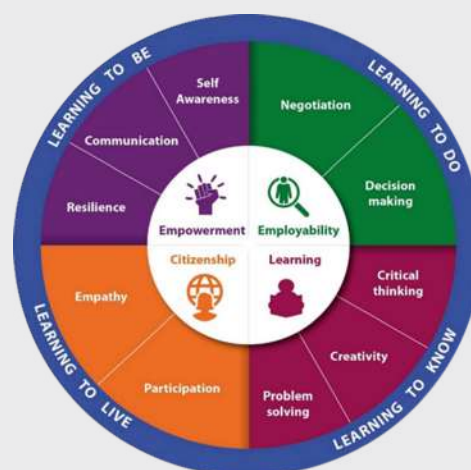 LEARNING TO BE
Self
Awareness
Communication
Resilience
Empowerment
LEARNING TO DO
Negotiation
Decision
making
Employability
LEARNING TO LIVE
Citizenship
Empathy
Participation
LEARNING TO KNOW
Learning
Critical
thinking
Creativity
Problem
solving